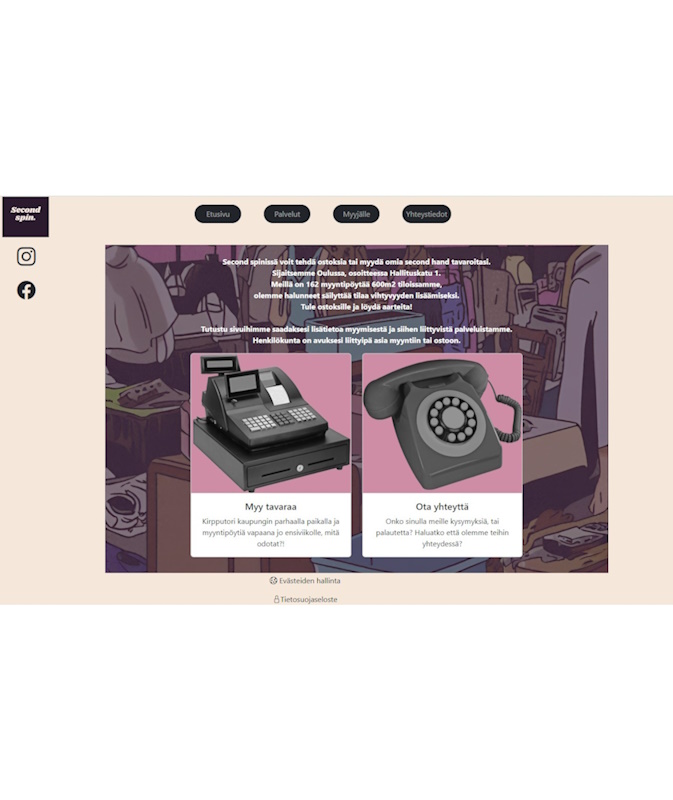 Second
spin.
Etusivu
Palvelut
Myyjälle
Yhteystiedot
Second spinissä voit tehdä ostoksia tai myydä omia second hand tavaroitasi.
Sijaitsemme Oulussa, osoitteessa Hallituskatu 1.
Meillä on 162 myyntipöytää 600m2 tiloissamme,
olemme halunneet säilyttää tilaa viihtyvyyden lisäämiseksi.
Tule ostoksille ja löydä aarteita!
Tutustu sivuihimme saadaksesi lisätietoa myymisestä ja siihen liittyvistä palveluistamme.
Henkilökunta on avuksesi liittyipä asia myyntiin tai ostoon.
Myy tavaraa
Kirpputori kaupungin parhaalla paikalla ja
myyntipöytiä vapaana jo ensiviikolle, mitä
odotat?!
Ota yhteyttä
Onko sinulla meille kysymyksiä, tai
palautetta? Haluatko että olemme teihin
yhteydessä?
Evästeiden hallinta
Tietosuojaseloste